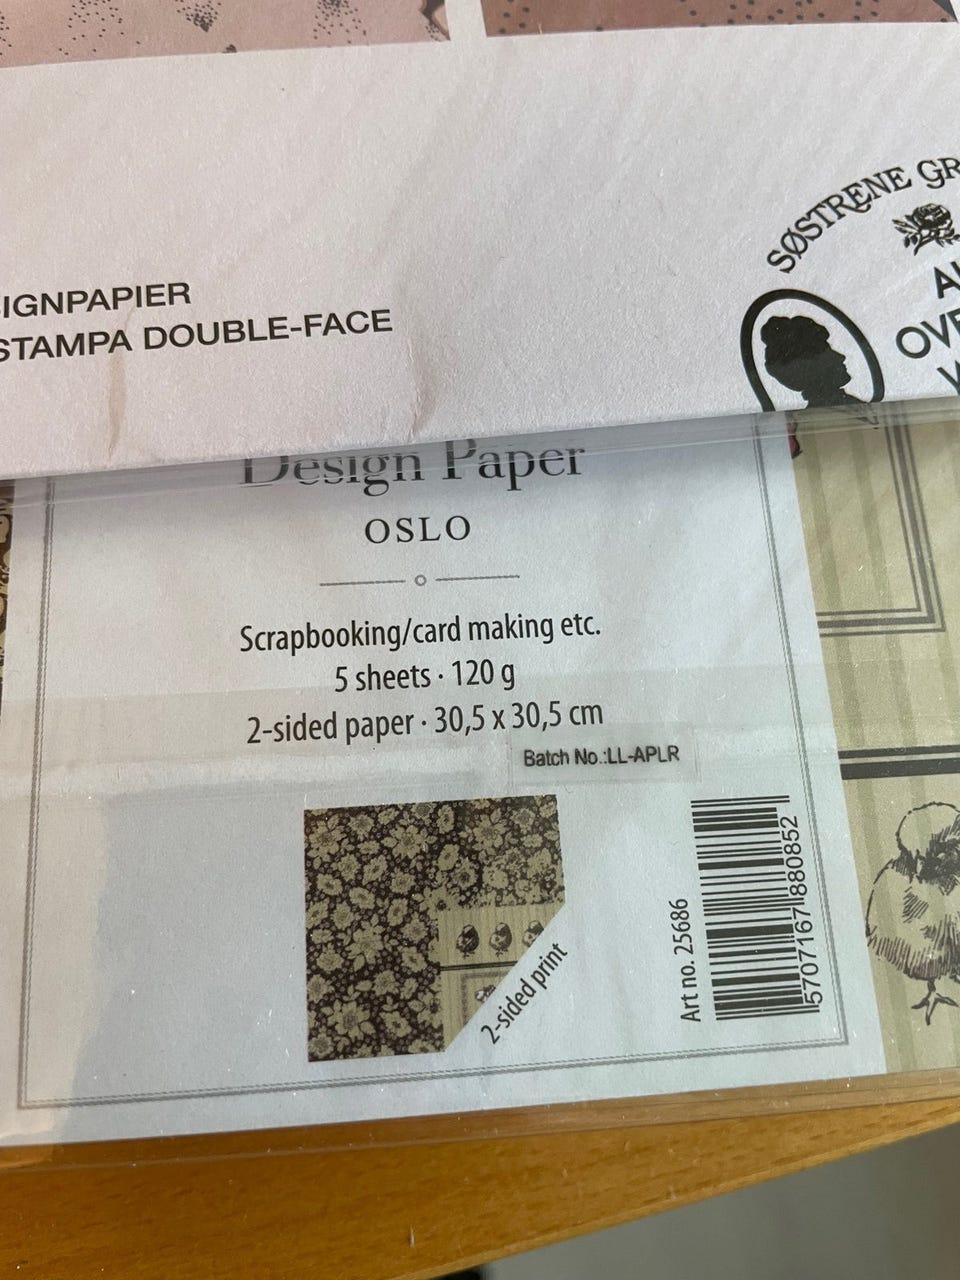 SØSTRENE
IGNPAPIER
STAMPA DOUBLE-FACE
OVE
Design Paper
OSLO
Scrapbooking/card making etc.
5 sheets · 120 g
2-sided paper · 30,5 x 30,5 cm
Batch No.:LL-APLR
2-sided print
Art no. 25686
5707167880852